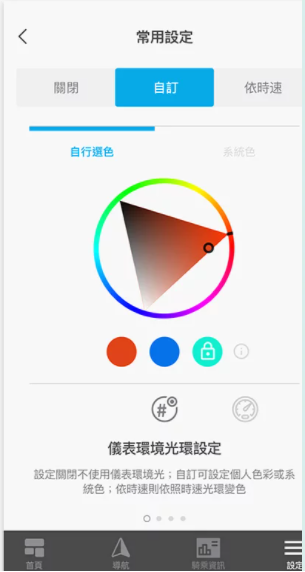 常用設定
關閉 自訂 依時速
自行選色 系統色
#
儀表環境光環設定
設定關閉不使用儀表環境光；自訂可設定個人色彩或系
統色；依時速則依照時速光環變色
首頁 導航 騎乘資訊 設定